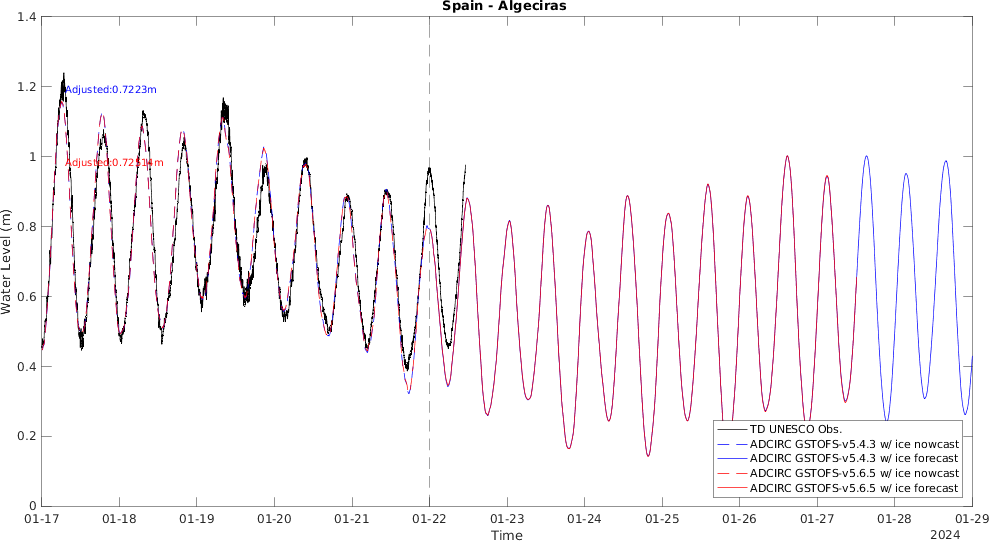 Spain - Algeciras
Water Level (m)
1.4
1.2
1
0.8
0.6
0.4
0.2
0
Adjusted:0.7223m
Adjusted:0.72514m
TD UNESCO Obs.
ADCIRC GSTOFS-v5.4.3 w/ ice nowcast
ADCIRC GSTOFS-v5.4.3 w/ ice forecast
ADCIRC GSTOFS-v5.6.5 w/ ice nowcast
ADCIRC GSTOFS-v5.6.5 w/ ice forecast
01-17 01-18 01-19 01-20 01-21 01-22 01-23 01-24 01-25 01-26 01-27 01-28 01-29
Time
2024